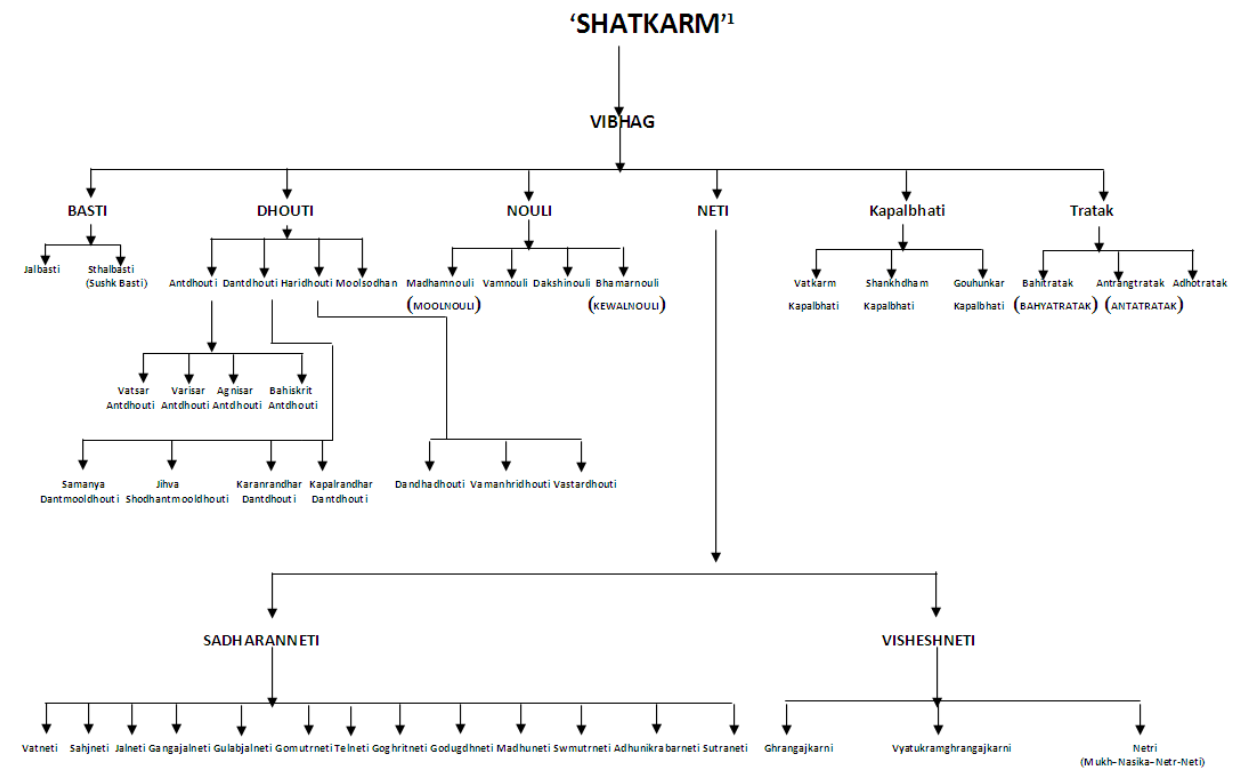 ‘SHATKARM’¹
VIBHAG
BASTI DHOUTI NOULI NETI Kapalbhati Tratak
Jalbasti Sthalbasti Antdhouti Dantdhouti Haridhouti Moolsodhan Madhamnouli Vamnouli Dakshinouli Bhamarnouli Vatkarm Shankhdham Gouhunkar Bahitratak Antrangtratak Adhotratak
(Sushk Basti) (MOOLNOULI) (KEWALNOULI) Kapalbhati Kapalbhati Kapalbhati (BAHYATRATAK) (ANTATRATAK)
Vatsar Varisar Agnisar Bahiskrit
Antdhouti Antdhouti Antdhouti Antdhouti
Samanya Jihva Karanrandhar Kapalrandhar Dandhadhouti Vamanhridhouti Vastardhouti
Dantmooldhouti Shodhantmooldhouti Dantdhouti Dantdhouti
SADHARANNETI VISHESHNETI
Vatneti Sahjneti Jalneti Gangajalneti Gulabjalneti Gomutrneti Telneti Goghritneti Godugdhneti Madhuneti Swmutrneti Adhunikrabarneti Sutraneti Ghrangajkarni Vyatukramghrangajkarni Netri
(Mukh-Nasika-Netr-Neti)